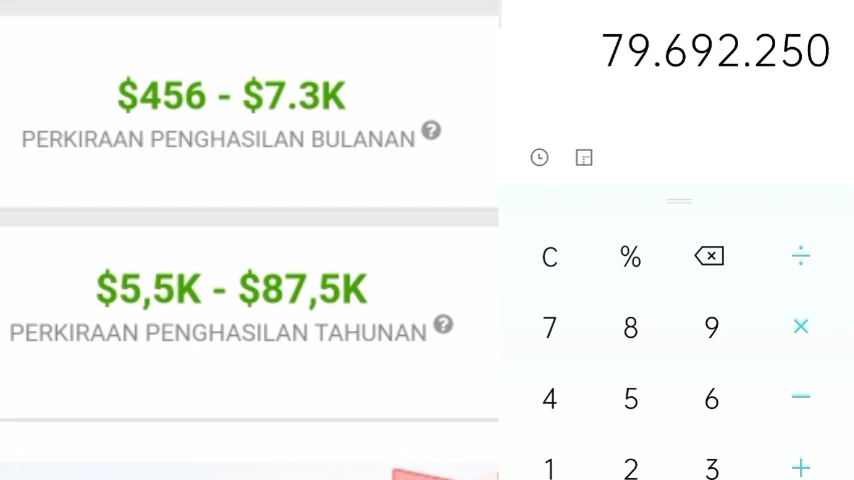 $456 - $7.3K
PERKIRAAN PENGHASILAN BULANAN ?
$5,5K - $87,5K
PERKIRAAN PENGHASILAN TAHUNAN ?
79.692.250
C % ÷
7 8 9 ×
4 5 6 −
1 2 3 +